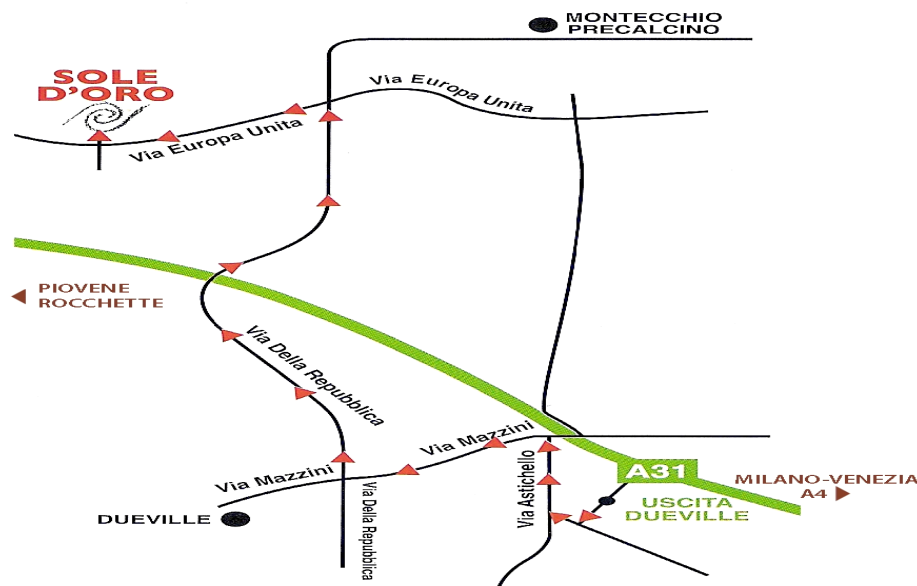 MONTECCHIO
PRECALCINO
SOLE
D'ORO
Via Europa Unita
Via Europa Unita
PIOVENE
ROCCHETTE
Via Della Repubblica
Via Mazzini
Via Mazzini
Via Astichello
A31
MILANO-VENEZIA
A4
USCITA
DUEVILLE
DUEVILLE
Via Della Repubblica